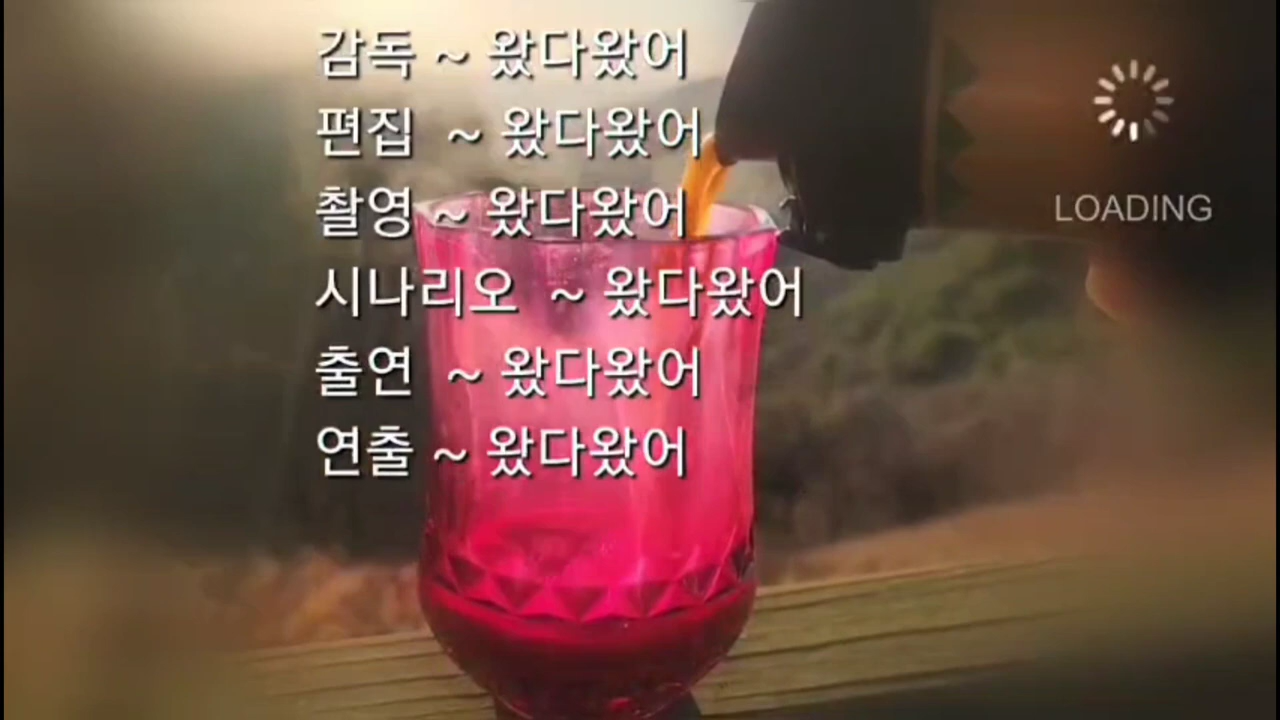 감독 ~ 왔다왔어
편집 ~ 왔다왔어
촬영 ~ 왔다왔어
시나리오 ~ 왔다왔어
출연 ~ 왔다왔어
연출 ~ 왔다왔어
LOADING